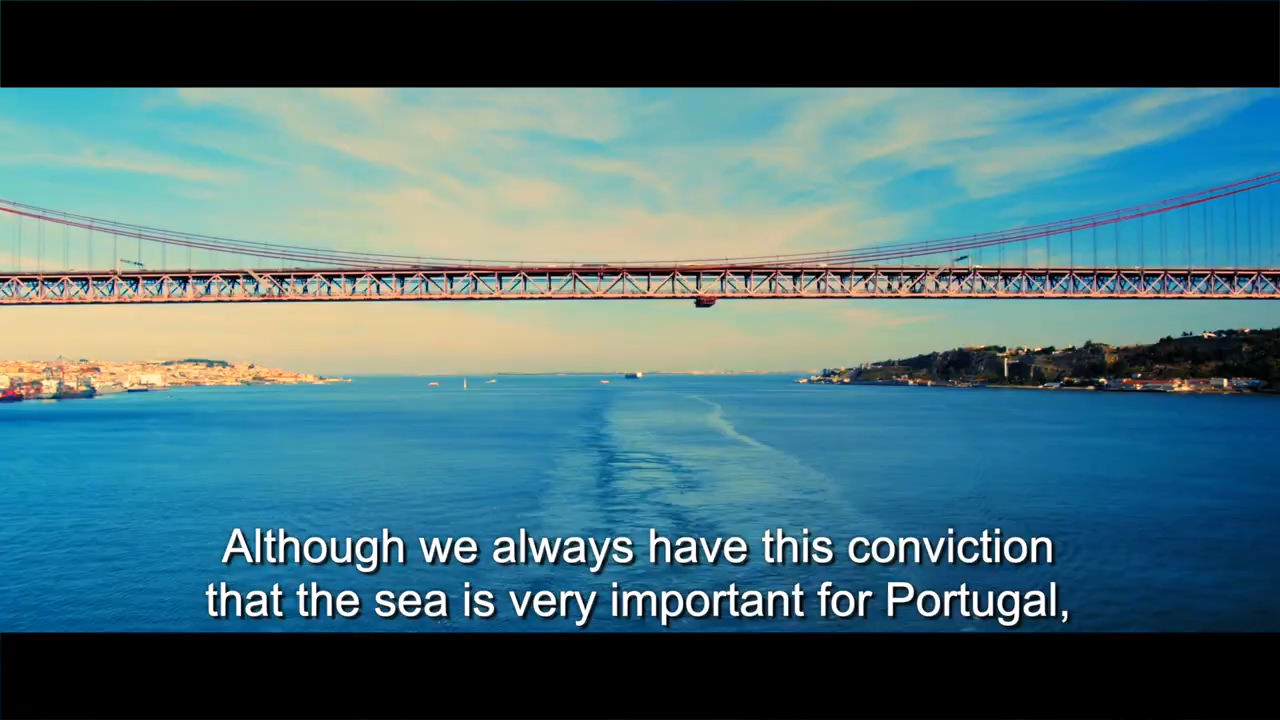 Although we always have this conviction
that the sea is very important for Portugal,